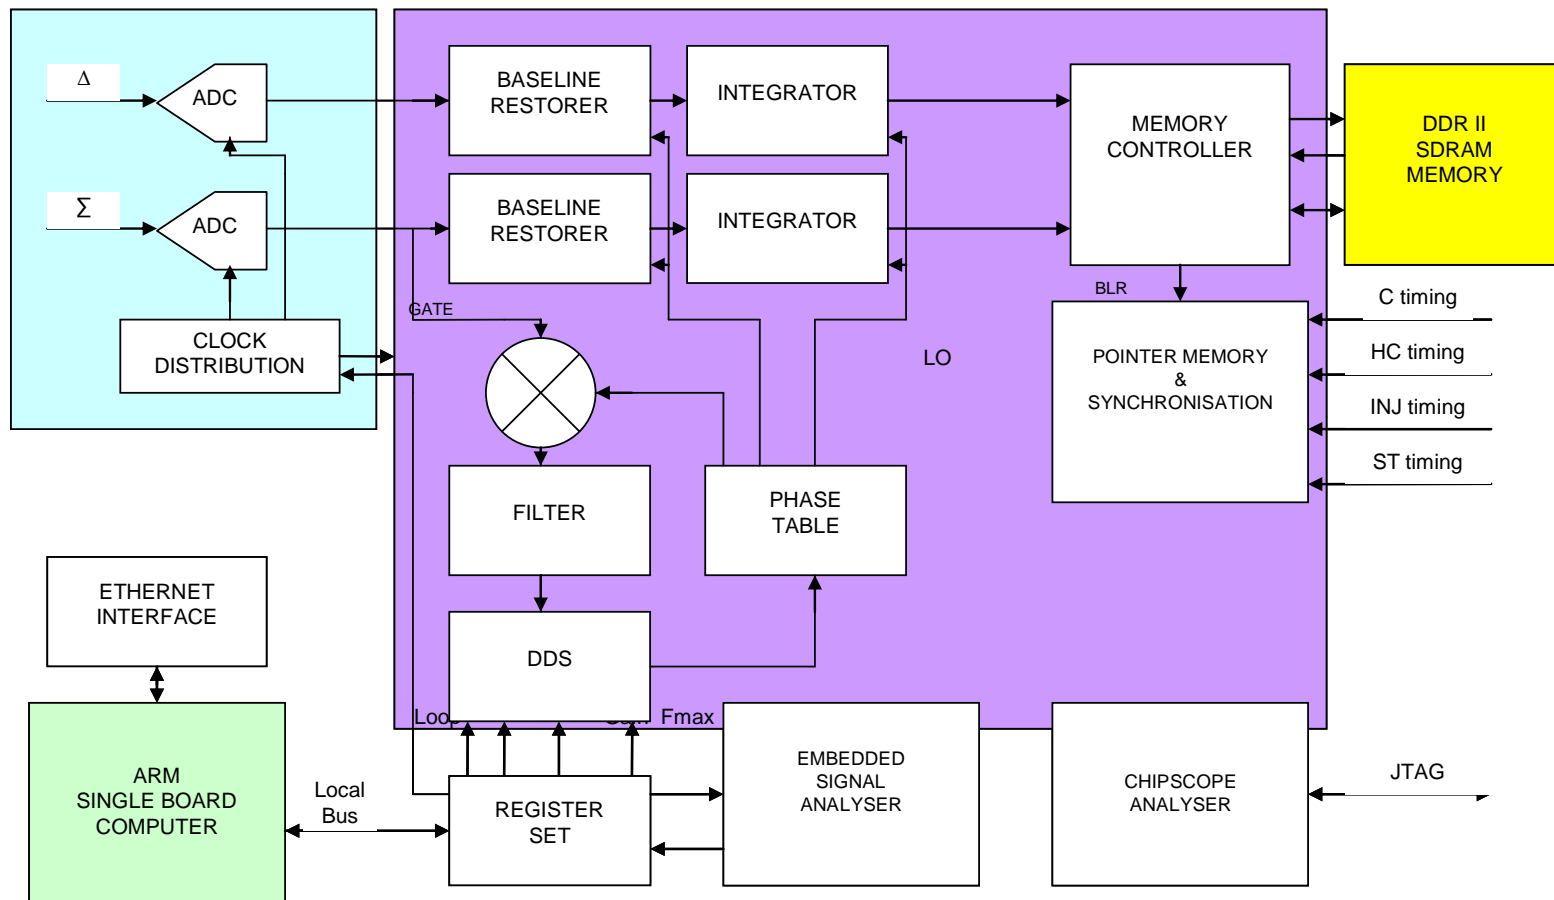 Δ
ADC
BASELINE
RESTORER
INTEGRATOR
MEMORY
CONTROLLER
DDR II
SDRAM
MEMORY
Σ
ADC
BASELINE
RESTORER
INTEGRATOR
BLR
C timing
GATE
CLOCK
DISTRIBUTION
LO
POINTER MEMORY
&
SYNCHRONISATION
HC timing
INJ timing
ST timing
FILTER
PHASE
TABLE
ETHERNET
INTERFACE
DDS
Loop
Fmax
ARM
SINGLE BOARD
COMPUTER
Local
Bus
REGISTER
SET
EMBEDDED
SIGNAL
ANALYSER
CHIPSCOPE
ANALYSER
JTAG